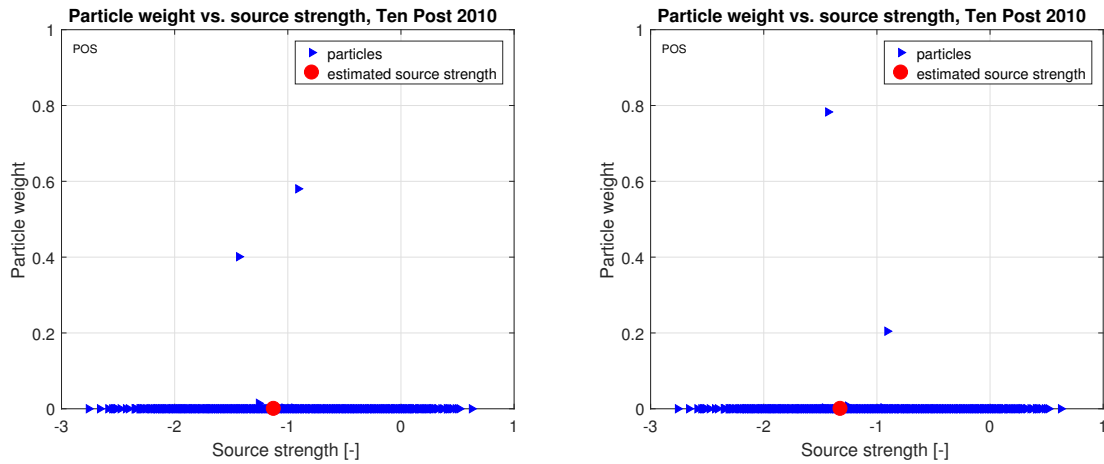 Particle weight vs. source strength, Ten Post 2010
1
0.8
0.6
0.4
0.2
0
Particle weight
POS
particles
estimated source strength
-3
-2
-1
0
1
Source strength [-]
Particle weight vs. source strength, Ten Post 2010
1
0.8
0.6
0.4
0.2
0
Particle weight
POS
particles
estimated source strength
-3
-2
-1
0
1
Source strength [-]